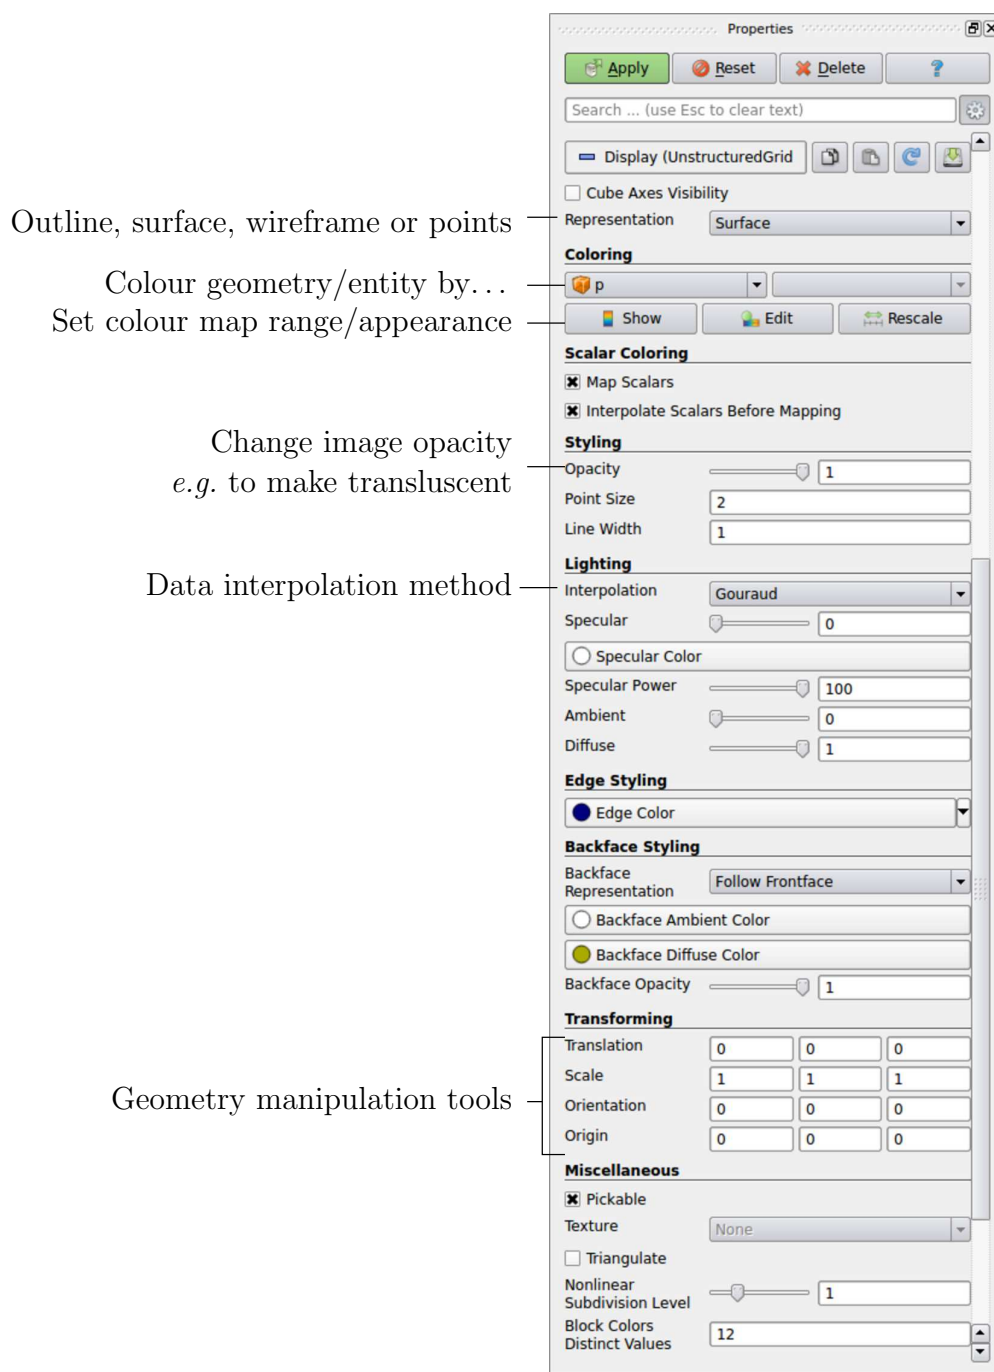 Properties
Apply Reset Delete ?
Search ... (use Esc to clear text)
Display (UnstructuredGrid
Cube Axes Visibility
Outline, surface, wireframe or points
Representation Surface
Coloring
Colour geometry/entity by...
p
Set colour map range/appearance
Show Edit Rescale
Scalar Coloring
Map Scalars
Interpolate Scalars Before Mapping
Change image opacity
e.g. to make transluscent
Styling
Opacity 1
Point Size 2
Line Width 1
Lighting
Data interpolation method
Interpolation Gouraud
Specular 0
Specular Color
Specular Power 100
Ambient 0
Diffuse 1
Edge Styling
Edge Color
Backface Styling
Backface
Representation Follow Frontface
Backface Ambient Color
Backface Diffuse Color
Backface Opacity 1
Transforming
Geometry manipulation tools
Translation 0 0 0
Scale 1 1 1
Orientation 0 0 0
Origin 0 0 0
Miscellaneous
Pickable
Texture None
Triangulate
Nonlinear
Subdivision Level 1
Block Colors
Distinct Values 12